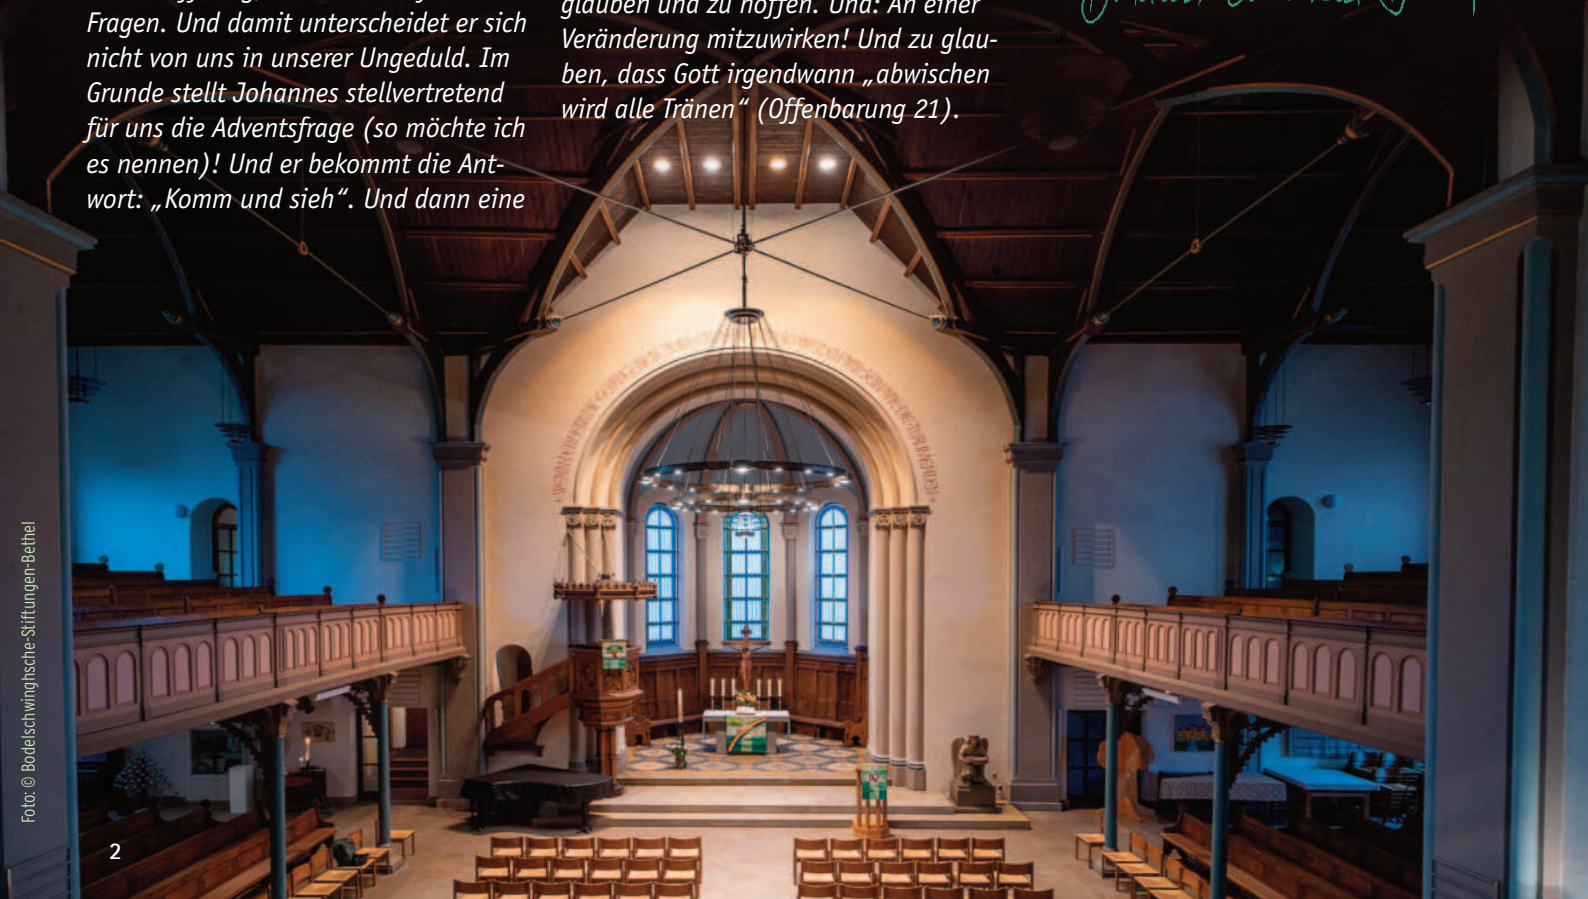 Fragen. Und damit unterscheidet er sich
nicht von uns in unserer Ungeduld. Im
Grunde stellt Johannes stellvertretend
für uns die Adventsfrage (so möchte ich
es nennen)! Und er bekommt die Ant-
wort: „Komm und sieh“. Und dann eine
glauben und zu hoffen. Und: An einer
Veränderung mitzuwirken! Und zu glau-
ben, dass Gott irgendwann „abwischen
wird alle Tränen“ (Offenbarung 21).
Foto: © Bodelschwinghsche-Stiftungen-Bethel
2